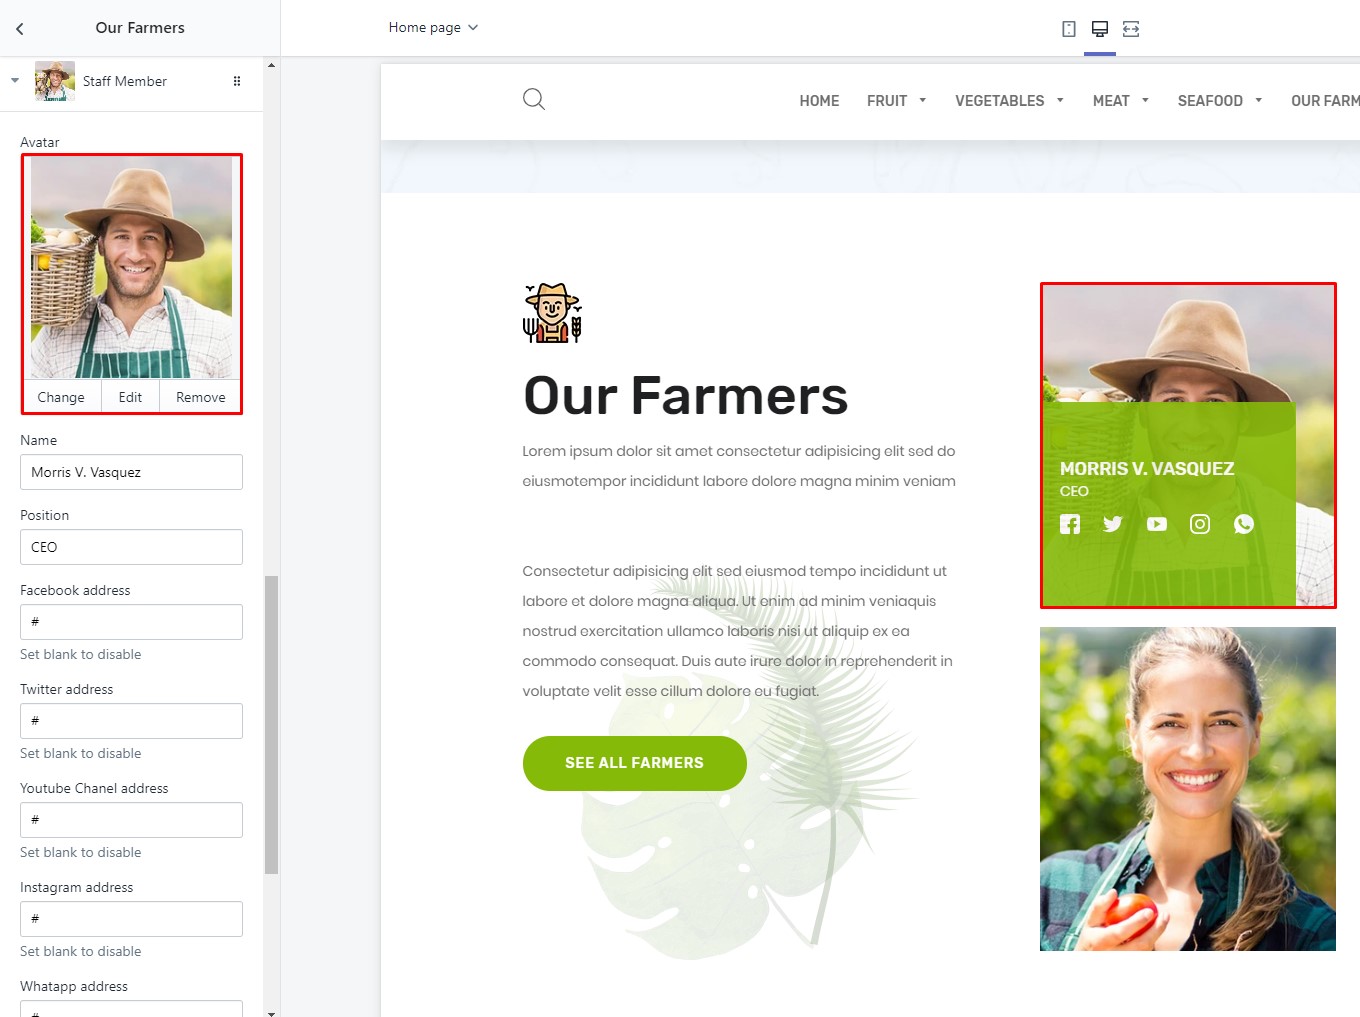 Our Farmers
Staff Member
Avatar
Change Edit Remove
Name
Morris V. Vasquez
Position
CEO
Facebook address
#
Set blank to disable
Twitter address
#
Set blank to disable
Youtube Chanel address
#
Set blank to disable
Instagram address
#
Set blank to disable
Whatapp address
#
Home page
HOME FRUIT VEGETABLES MEAT SEAFOOD OUR FARM
Our Farmers
Lorem ipsum dolor sit amet consectetur adipisicing elit sed do
eiusmotempor incididunt labore dolore magna minim veniam
Consectetur adipisicing elit sed eiusmod tempo incididunt ut
labore et dolore magna aliqua. Ut enim ad minim veniaquis
nostrud exercitation ullamco laboris nisi ut aliquip ex ea
commodo consequat. Duis aute irure dolor in reprehenderit in
voluptate velit esse cillum dolore eu fugiat.
SEE ALL FARMERS
MORRIS V. VASQUEZ
CEO